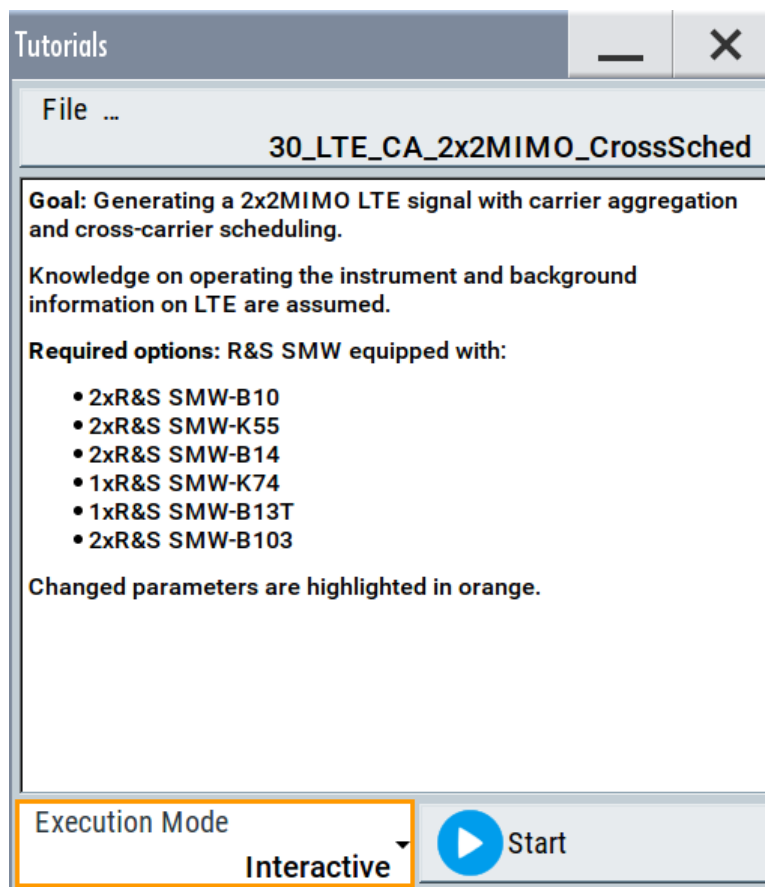 Tutorials
File ...
30_LTE_CA_2x2MIMO_CrossSched
Goal: Generating a 2x2MIMO LTE signal with carrier aggregation
and cross-carrier scheduling.
Knowledge on operating the instrument and background
information on LTE are assumed.
Required options: R&S SMW equipped with:
• 2xR&S SMW-B10
• 2xR&S SMW-K55
• 2xR&S SMW-B14
• 1xR&S SMW-K74
• 1xR&S SMW-B13T
• 2xR&S SMW-B103
Changed parameters are highlighted in orange.
Execution Mode
Interactive
Start